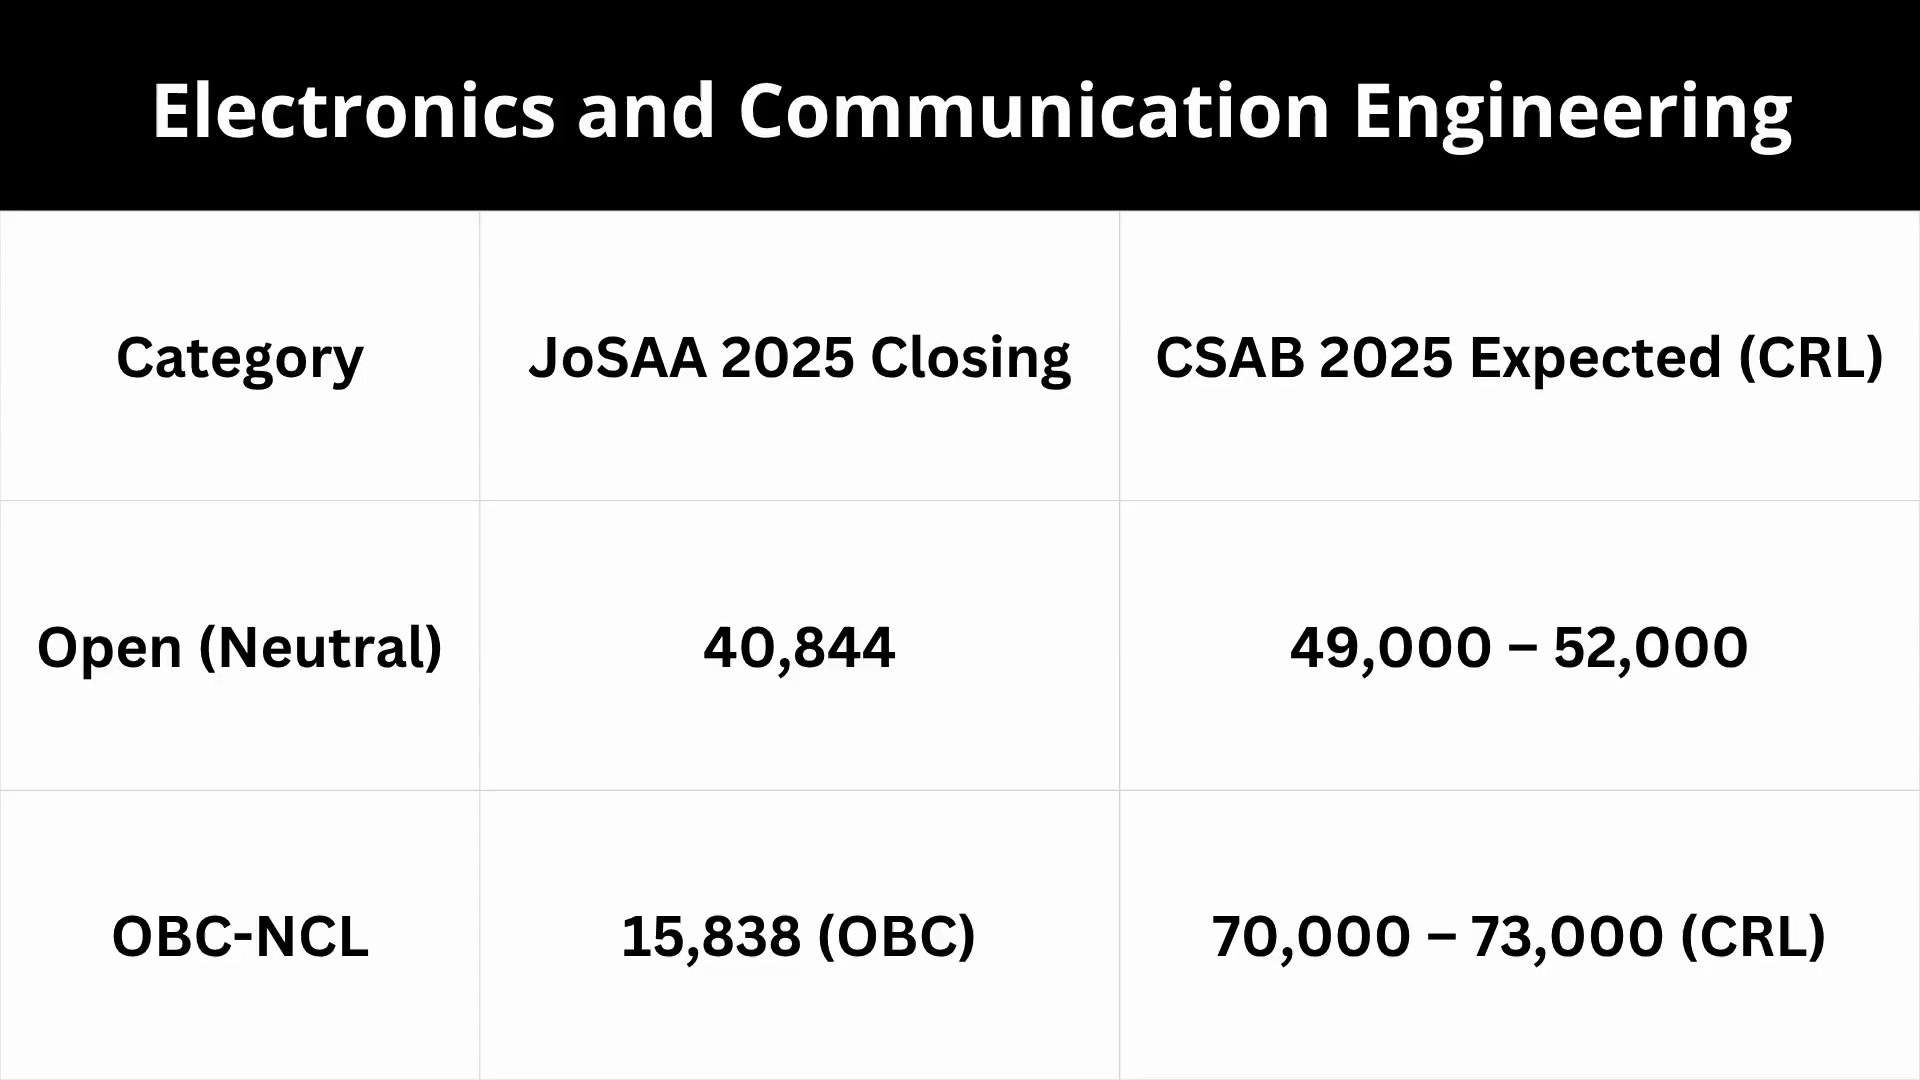 Electronics and Communication Engineering
Category JoSAA 2025 Closing CSAB 2025 Expected (CRL)
Open (Neutral) 40,844 49,000 – 52,000
OBC-NCL 15,838 (OBC) 70,000 – 73,000 (CRL)